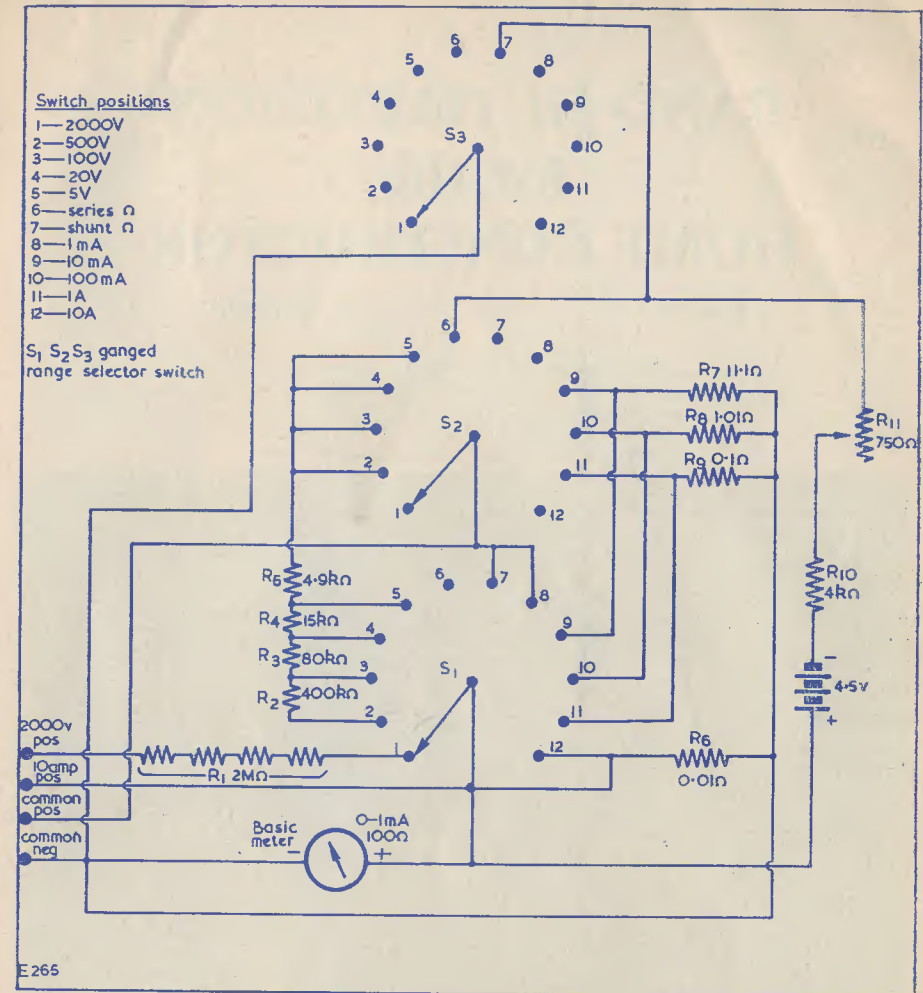 6
7
5
8
Switch positions
4
9
1—2000V
2—500V
S3
3—100V
3
10
4—20V
5—5V
2
11
6—series Ω
7—shunt Ω
1
12
8—1mA
9—10mA
10—100mA
11—1A
12—10A
6
7
S1 S2 S3 ganged
5
8
range selector switch
R7 11.1Ω
4
9
R8 1.01Ω
R11
3
S2
10
750Ω
R9 0.1Ω
2
11
1
12
R5
4.9kΩ
6
7
R10
5
8
4kΩ
R4
15kΩ
4
9
R3
80kΩ
S1
−
3
10
4.5V
R2
400kΩ
2
11
+
2000v
pos
1
12
R6
10amp
R1 2MΩ
0.01Ω
pos
common
pos
Basic
0-1mA
meter
100Ω
common
−
+
neg
E265